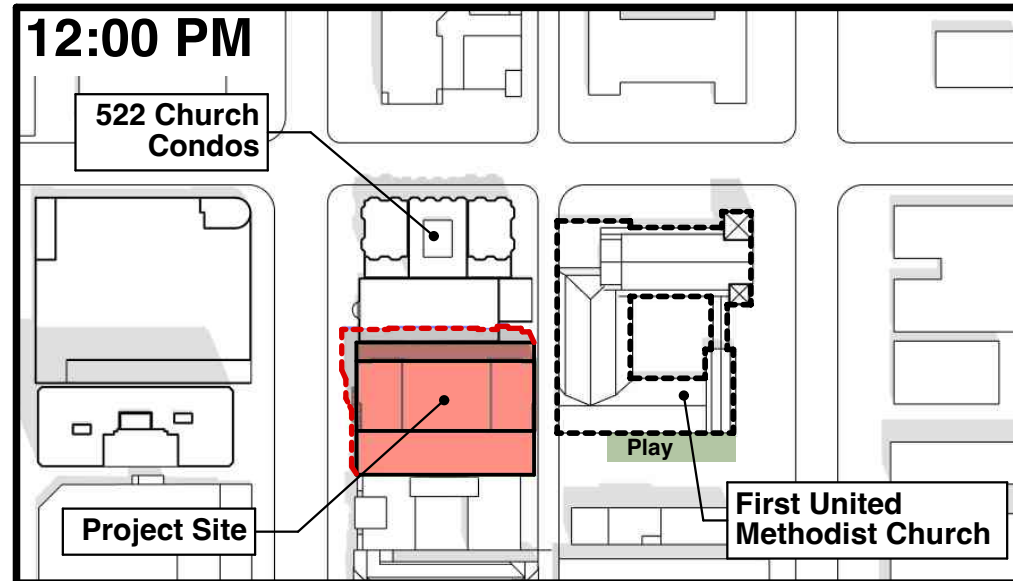 12:00 PM
522 Church
Condos
Play
Project Site
First United
Methodist Church